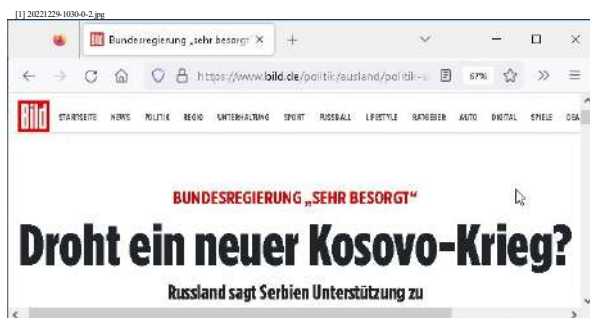 [1] 20221229-1030-0-2.jpg
Bundesregierung „sehr besorgt"
https://www.bild.de/politik/ausland/politik-
67%
Bild
STARTSEITE NEWS POLITIK REGIO UNTERHALTUNG SPORT FUSSBALL LIFESTYLE RATGEBER AUTO DIGITAL SPIELE
BUNDESREGIERUNG „SEHR BESORGT“
Droht ein neuer Kosovo-Krieg?
Russland sagt Serbien Unterstützung zu